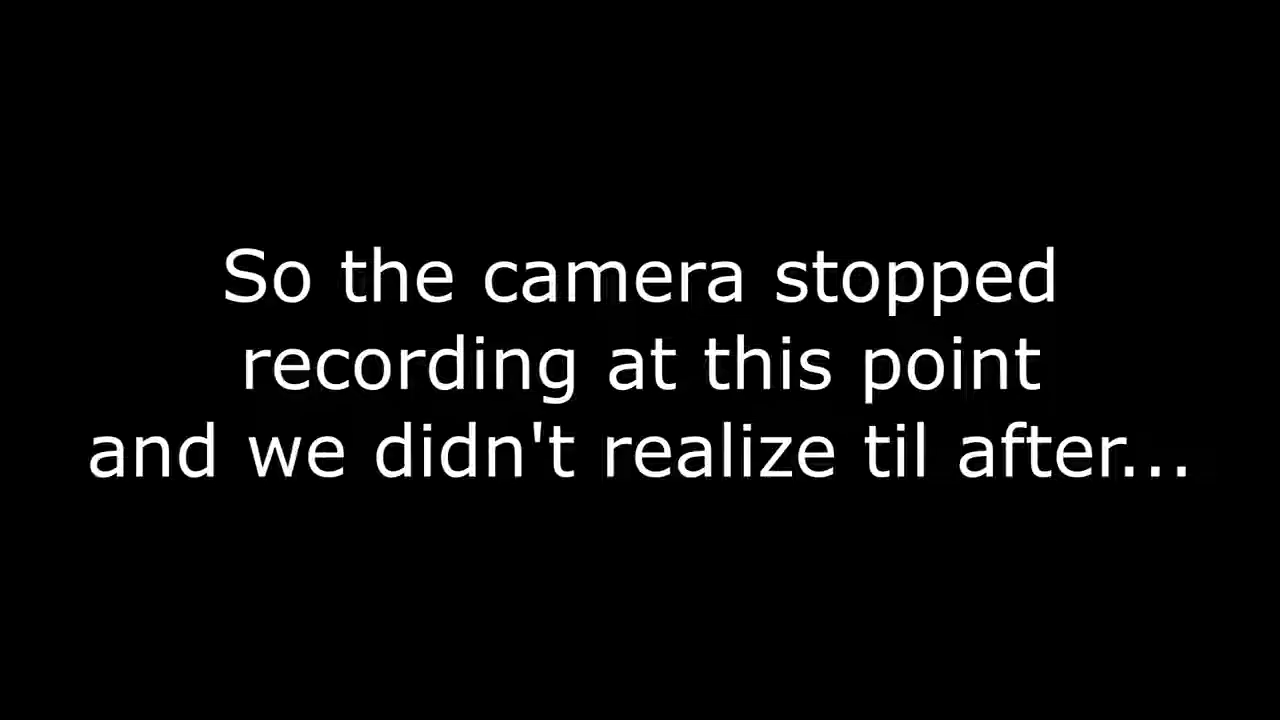 So the camera stopped
recording at this point
and we didn't realize til after...